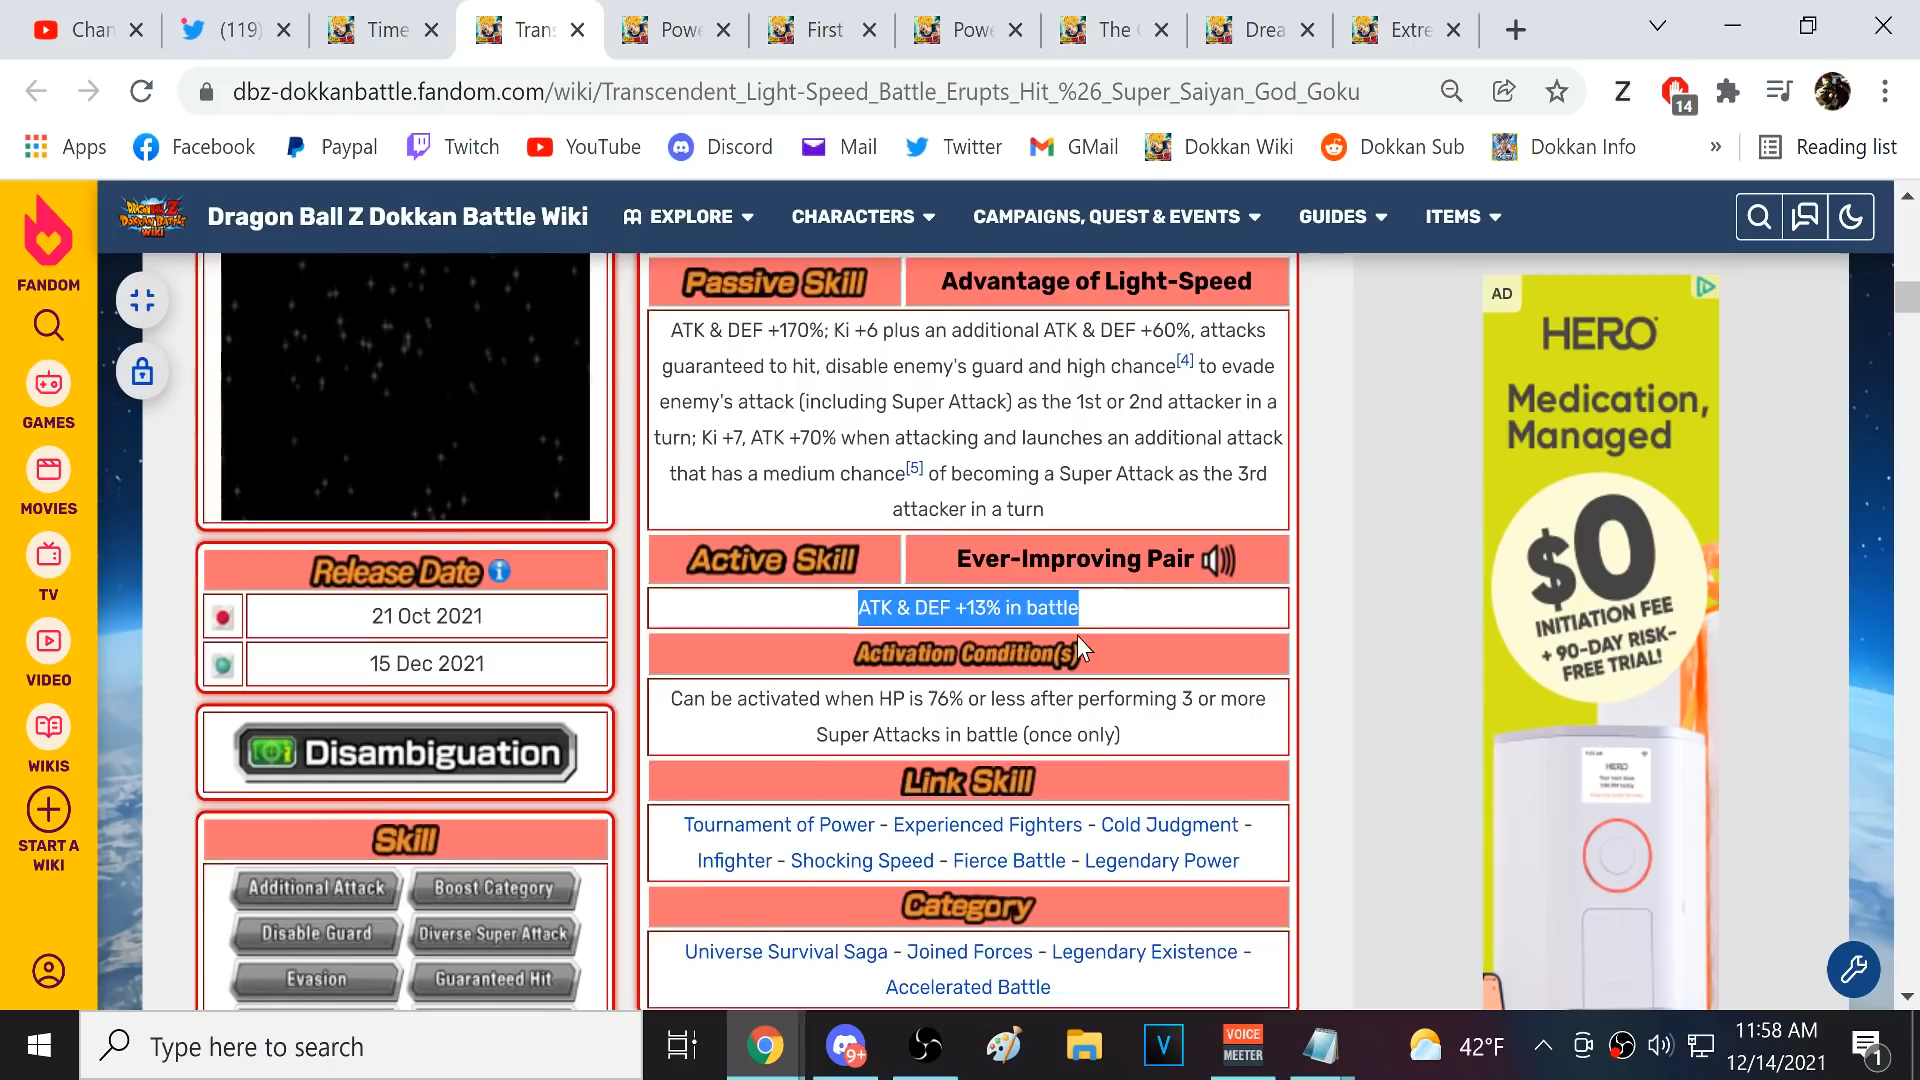 Chan
(119)
Time
Trans
Powe
First
Powe
The
Drea
Extre
dbz-dokkanbattle.fandom.com/wiki/Transcendent_Light-Speed_Battle_Erupts_Hit_%26_Super_Saiyan_God_Goku
Z
14
Apps
Facebook
Paypal
Twitch
YouTube
Discord
Mail
Twitter
GMail
Dokkan Wiki
Dokkan Sub
Dokkan Info
»
Reading list
Dragon Ball Z Dokkan Battle Wiki
EXPLORE
CHARACTERS
CAMPAIGNS, QUEST & EVENTS
GUIDES
ITEMS
FANDOM
GAMES
MOVIES
TV
VIDEO
WIKIS
START A
WIKI
Release Date
21 Oct 2021
15 Dec 2021
Disambiguation
Skill
Additional Attack
Boost Category
Disable Guard
Diverse Super Attack
Evasion
Guaranteed Hit
Passive Skill
Advantage of Light-Speed
ATK & DEF +170%; Ki +6 plus an additional ATK & DEF +60%, attacks
guaranteed to hit, disable enemy's guard and high chance[4] to evade
enemy's attack (including Super Attack) as the 1st or 2nd attacker in a
turn; Ki +7, ATK +70% when attacking and launches an additional attack
that has a medium chance[5] of becoming a Super Attack as the 3rd
attacker in a turn
Active Skill
Ever-Improving Pair
ATK & DEF +13% in battle
Activation Condition(s)
Can be activated when HP is 76% or less after performing 3 or more
Super Attacks in battle (once only)
Link Skill
Tournament of Power - Experienced Fighters - Cold Judgment -
Infighter - Shocking Speed - Fierce Battle - Legendary Power
Category
Universe Survival Saga - Joined Forces - Legendary Existence -
Accelerated Battle
AD
HERO
Medication,
Managed
$0
INITIATION FEE
+ 90-DAY RISK-
FREE TRIAL!
HERO
Type here to search
9+
V
VOICE
MEETER
42°F
11:58 AM
12/14/2021
1